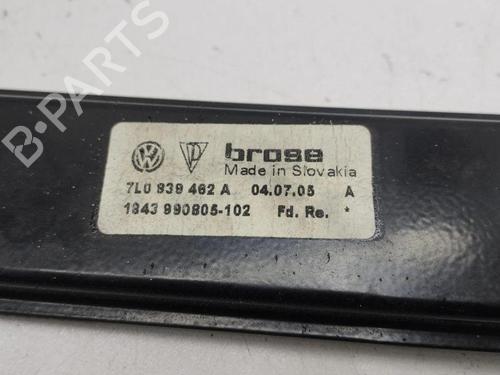 B-PARTS
brose
Made in Slovakia
7L0 839 462 A 04.07.05 A
1843 990805-102 Fd. Re. *